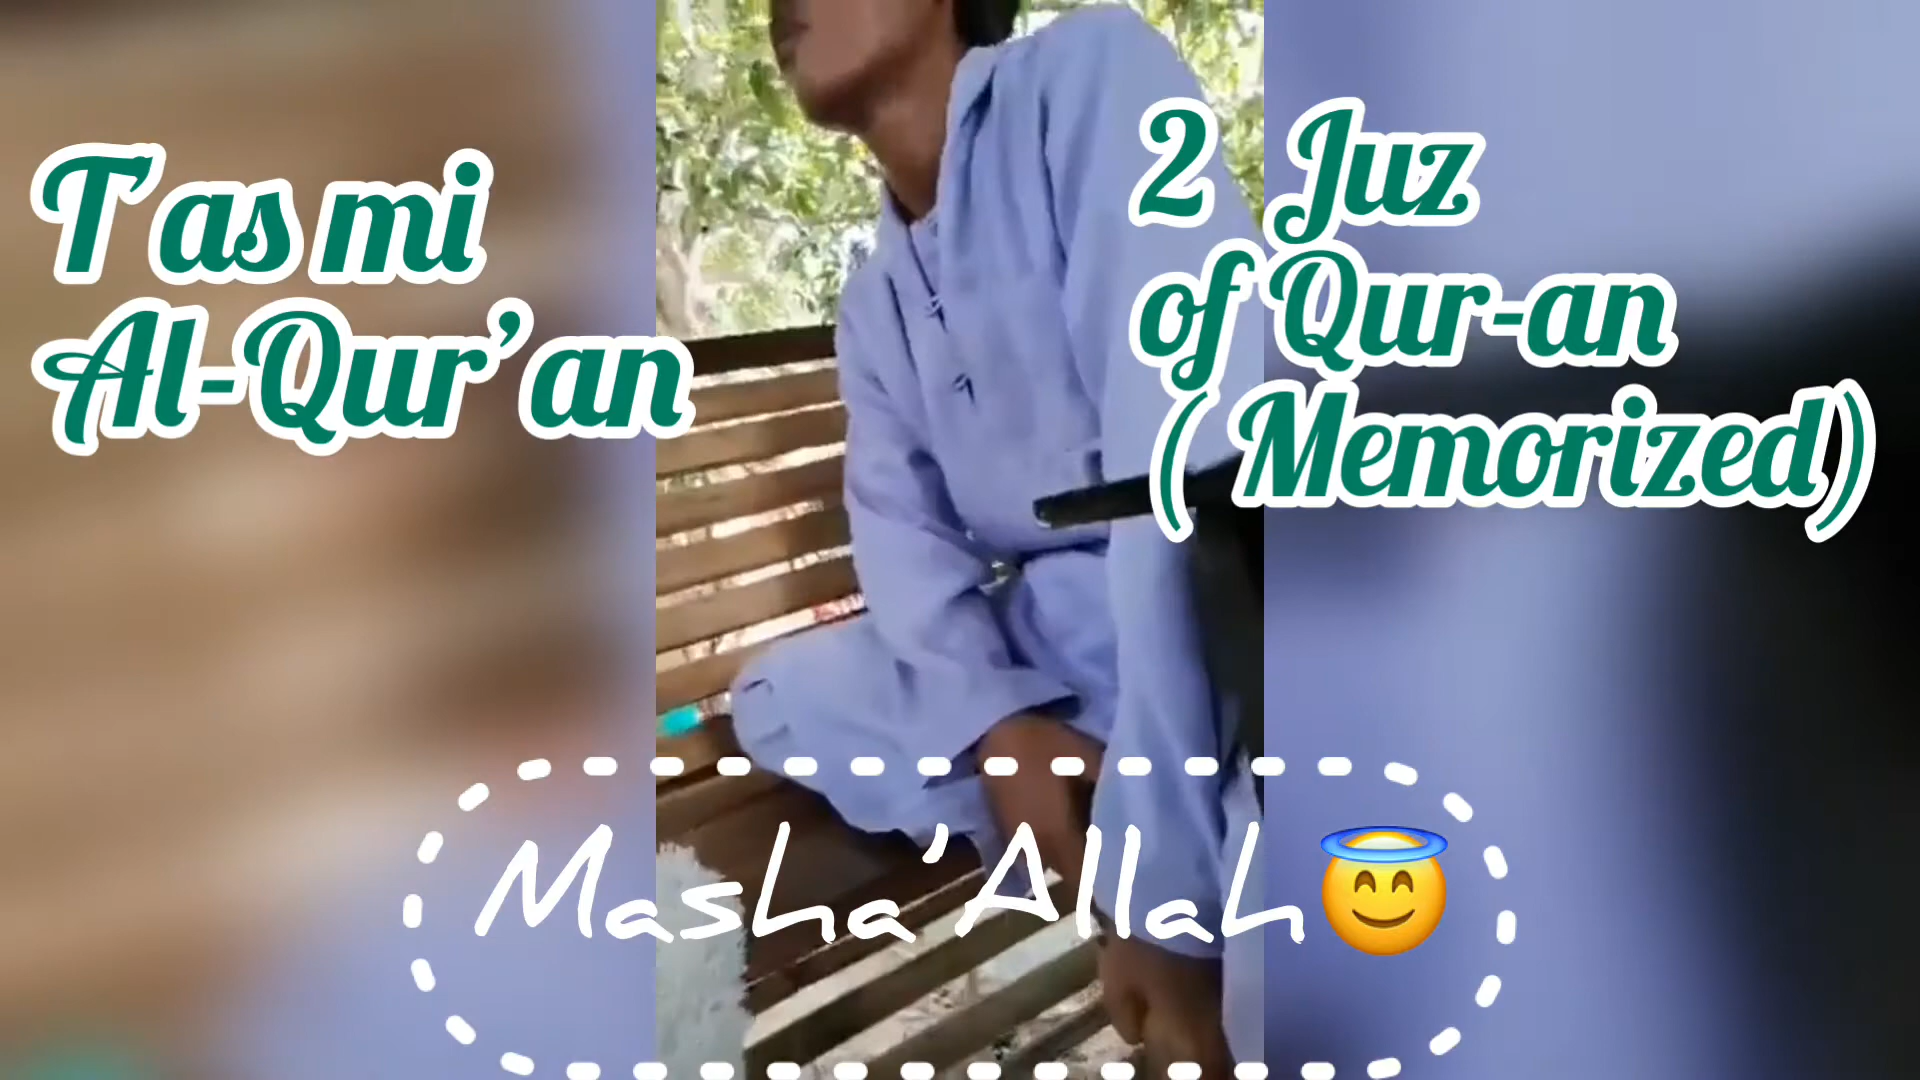 T'as mi
Al-Qur'an
2 Juz
of Qur-an
( Memorized)
Masha'Allah😇